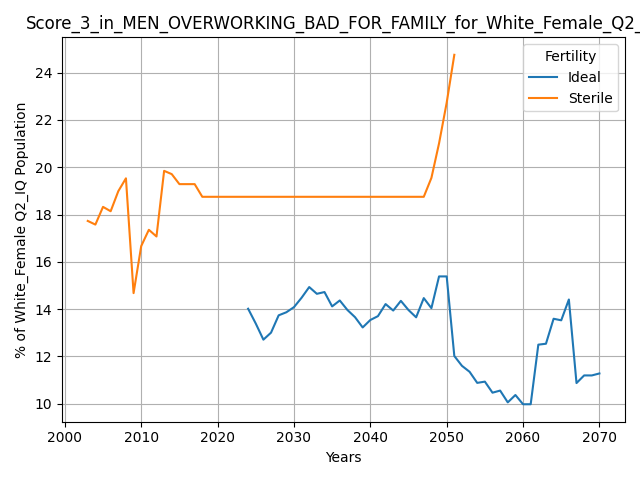 Score_3_in_MEN_OVERWORKING_BAD_FOR_FAMILY_for_White_Female_Q2_
Fertility
Ideal
Sterile
% of White_Female Q2_IQ Population
24
22
20
18
16
14
12
10
2000 2010 2020 2030 2040 2050 2060 2070
Years